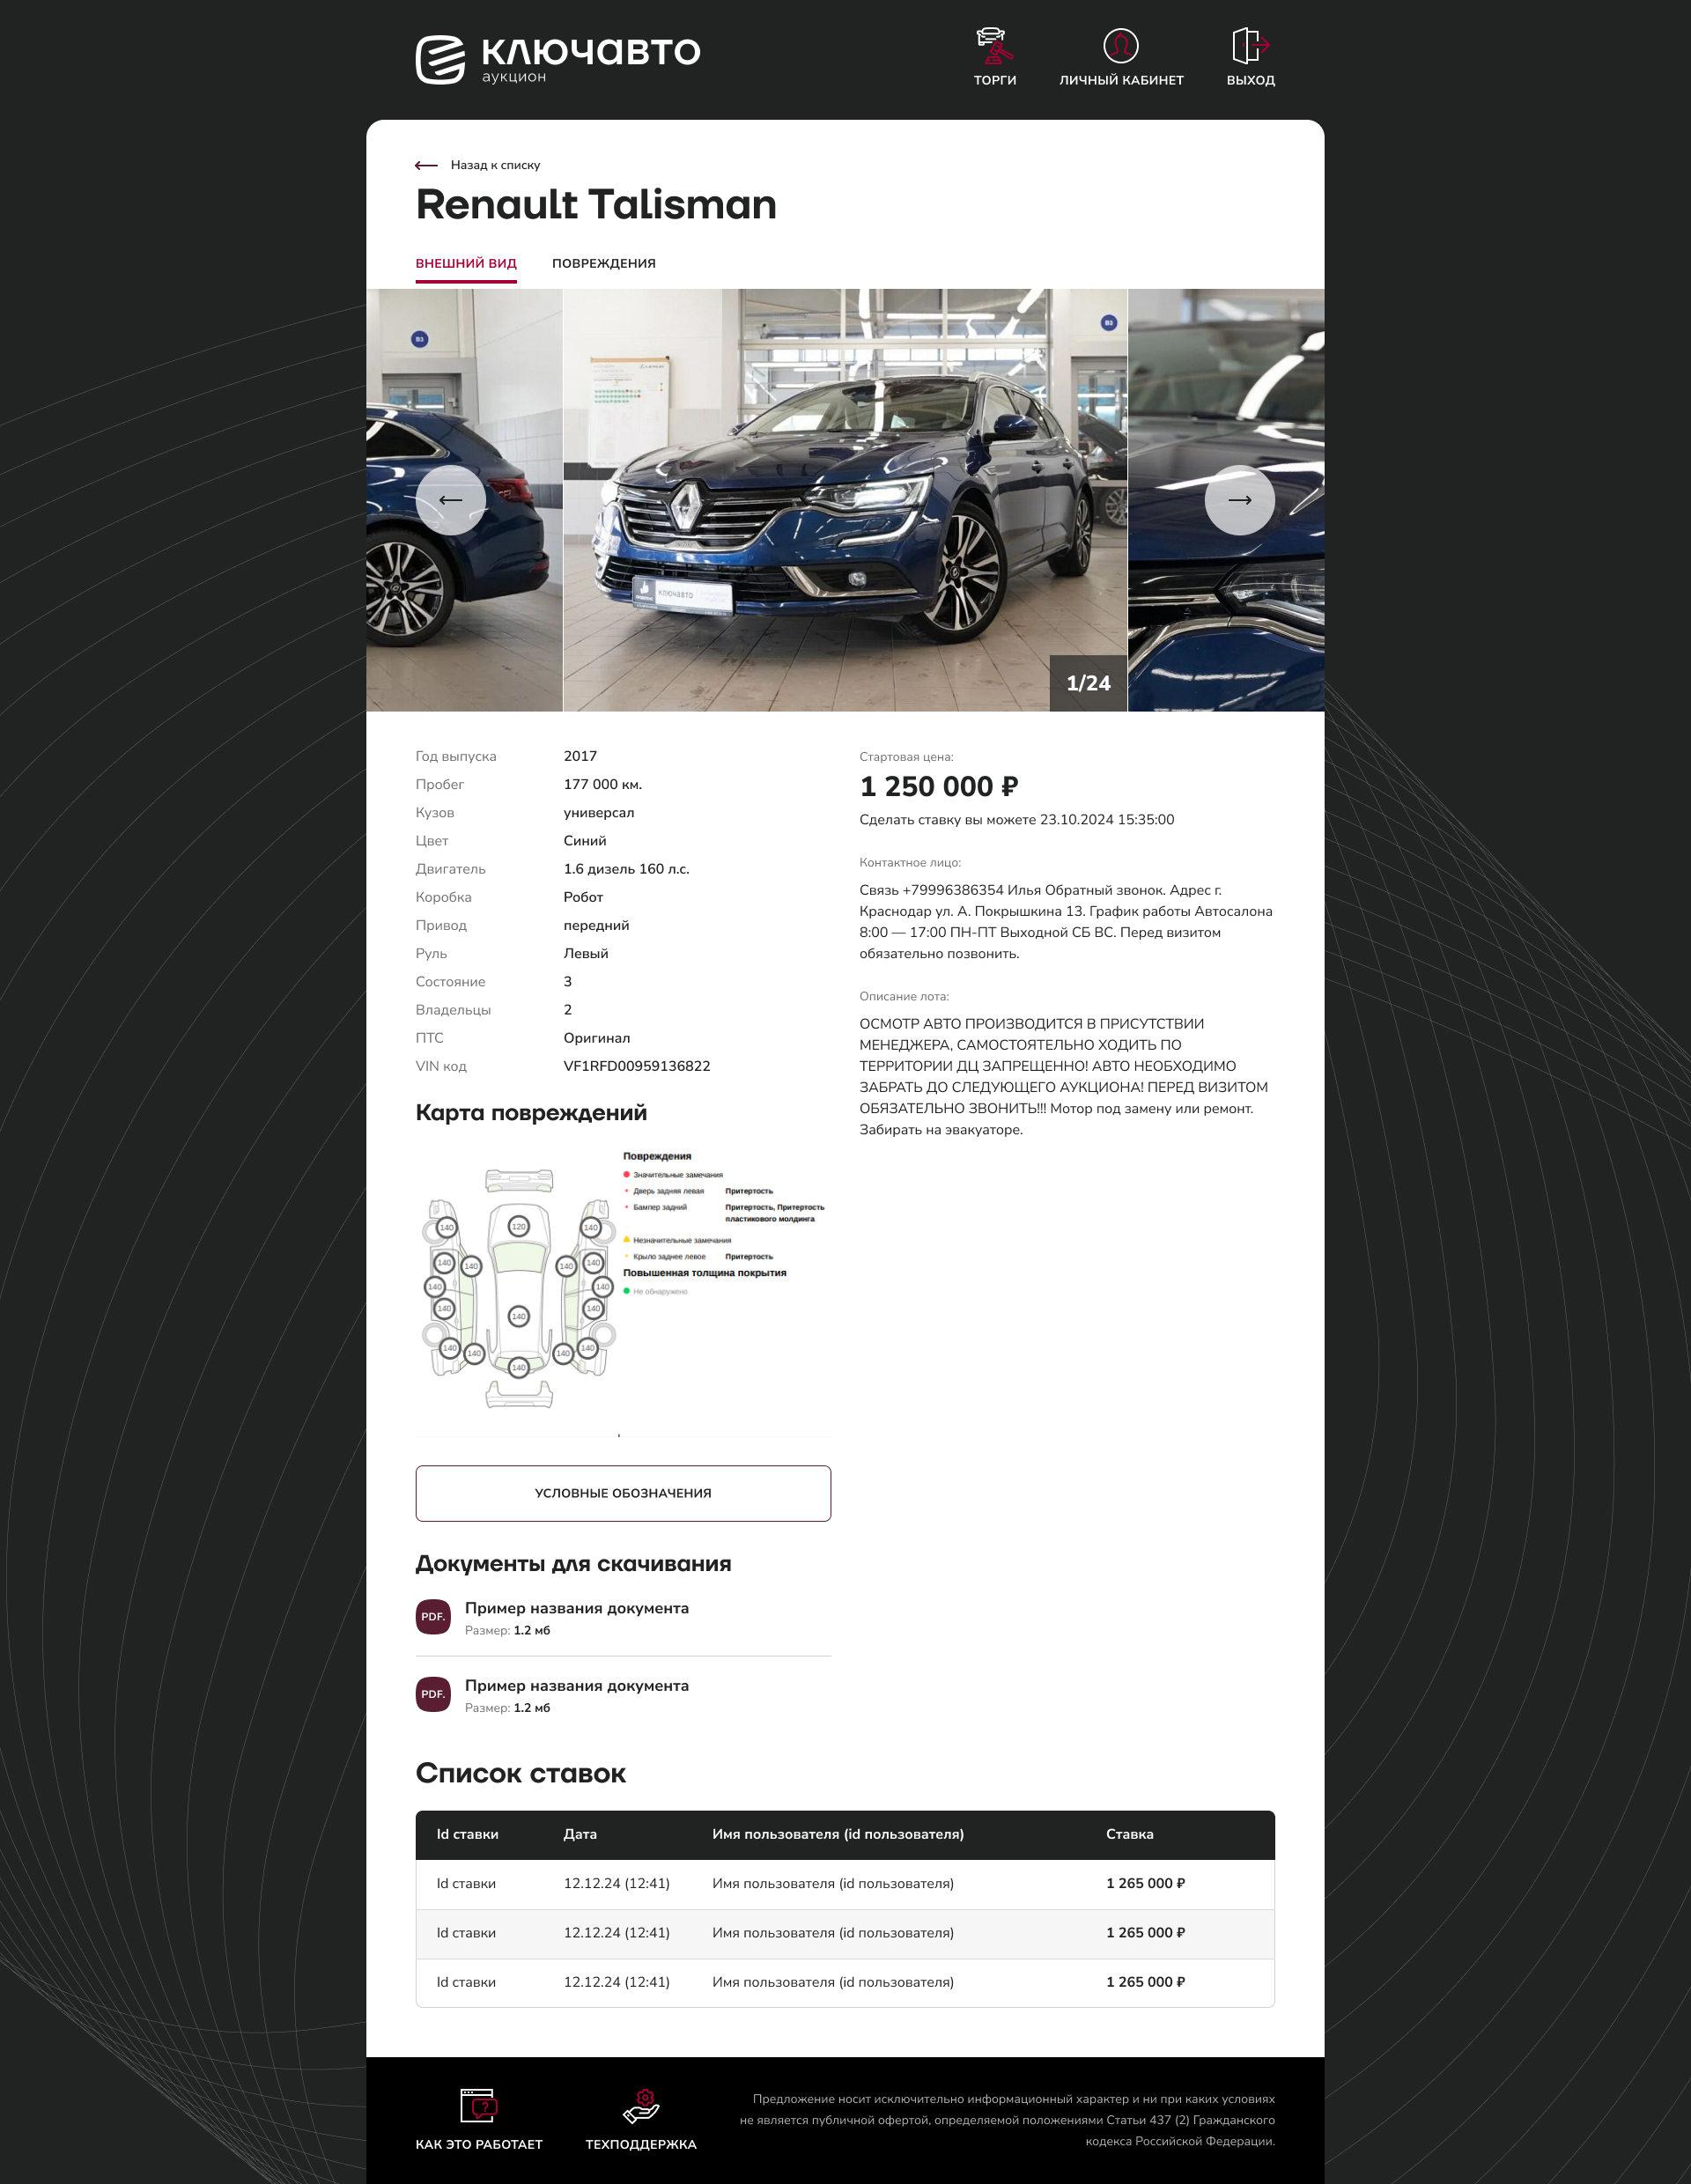 ключавто
аукцион
ТОРГИ
ЛИЧНЫЙ КАБИНЕТ
ВЫХОД
Назад к списку
Renault Talisman
ВНЕШНИЙ ВИД
ПОВРЕЖДЕНИЯ
В3
В3
ключавто
1/24
Год выпуска 2017
Пробег 177 000 км.
Кузов универсал
Цвет Синий
Двигатель 1.6 дизель 160 л.с.
Коробка Робот
Привод передний
Руль Левый
Состояние 3
Владельцы 2
ПТС Оригинал
VIN код VF1RFD00959136822
Стартовая цена:
1 250 000 ₽
Сделать ставку вы можете 23.10.2024 15:35:00
Контактное лицо:
Связь +79996386354 Илья Обратный звонок. Адрес г.
Краснодар ул. А. Покрышкина 13. График работы Автосалона
8:00 — 17:00 ПН-ПТ Выходной СБ ВС. Перед визитом
обязательно позвонить.
Описание лота:
ОСМОТР АВТО ПРОИЗВОДИТСЯ В ПРИСУТСТВИИ
МЕНЕДЖЕРА, САМОСТОЯТЕЛЬНО ХОДИТЬ ПО
ТЕРРИТОРИИ ДЦ ЗАПРЕЩЕННО! АВТО НЕОБХОДИМО
ЗАБРАТЬ ДО СЛЕДУЮЩЕГО АУКЦИОНА! ПЕРЕД ВИЗИТОМ
ОБЯЗАТЕЛЬНО ЗВОНИТЬ!!! Мотор под замену или ремонт.
Забирать на эвакуаторе.
Карта повреждений
140 120 140
140 140 140 140
140 140
140 140 140
140 140 140 140
140
Повреждения
Значительные замечания
Дверь задняя левая Притертость
Бампер задний Притертость, Притертость
пластикового молдинга
Незначительные замечания
Крыло заднее левое Притертость
Повышенная толщина покрытия
Не обнаружено
УСЛОВНЫЕ ОБОЗНАЧЕНИЯ
Документы для скачивания
PDF. Пример названия документа
Размер: 1.2 мб
PDF. Пример названия документа
Размер: 1.2 мб
Список ставок
Id ставки Дата Имя пользователя (id пользователя) Ставка
Id ставки 12.12.24 (12:41) Имя пользователя (id пользователя) 1 265 000 ₽
Id ставки 12.12.24 (12:41) Имя пользователя (id пользователя) 1 265 000 ₽
Id ставки 12.12.24 (12:41) Имя пользователя (id пользователя) 1 265 000 ₽
КАК ЭТО РАБОТАЕТ
ТЕХПОДДЕРЖКА
Предложение носит исключительно информационный характер и ни при каких условиях
не является публичной офертой, определяемой положениями Статьи 437 (2) Гражданского
кодекса Российской Федерации.